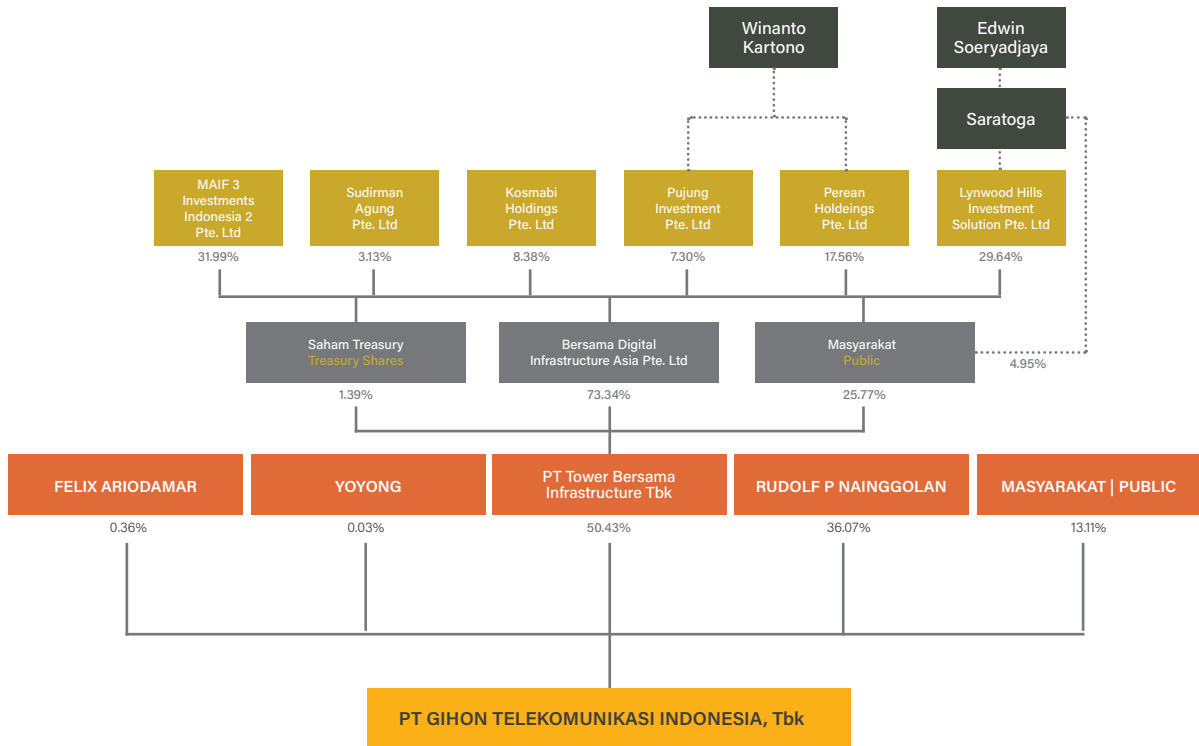 Winanto
Kartono
Edwin
Soeryadjaya
Saratoga
MAIF 3
Investments
Indonesia 2
Pte. Ltd
Sudirman
Agung
Pte. Ltd
Kosmabi
Holdings
Pte. Ltd
Pujung
Investment
Pte. Ltd
Perean
Holdeings
Pte. Ltd
Lynwood Hills
Investment
Solution Pte. Ltd
31.99%
3.13%
8.38%
7.30%
17.56%
29.64%
Saham Treasury
Treasury Shares
Bersama Digital
Infrastructure Asia Pte. Ltd
Masyarakat
Public
4.95%
1.39%
73.34%
25.77%
FELIX ARIODAMAR
YOYONG
PT Tower Bersama
Infrastructure Tbk
RUDOLF P NAINGGOLAN
MASYARAKAT | PUBLIC
0.36%
0.03%
50.43%
36.07%
13.11%
PT GIHON TELEKOMUNIKASI INDONESIA, Tbk